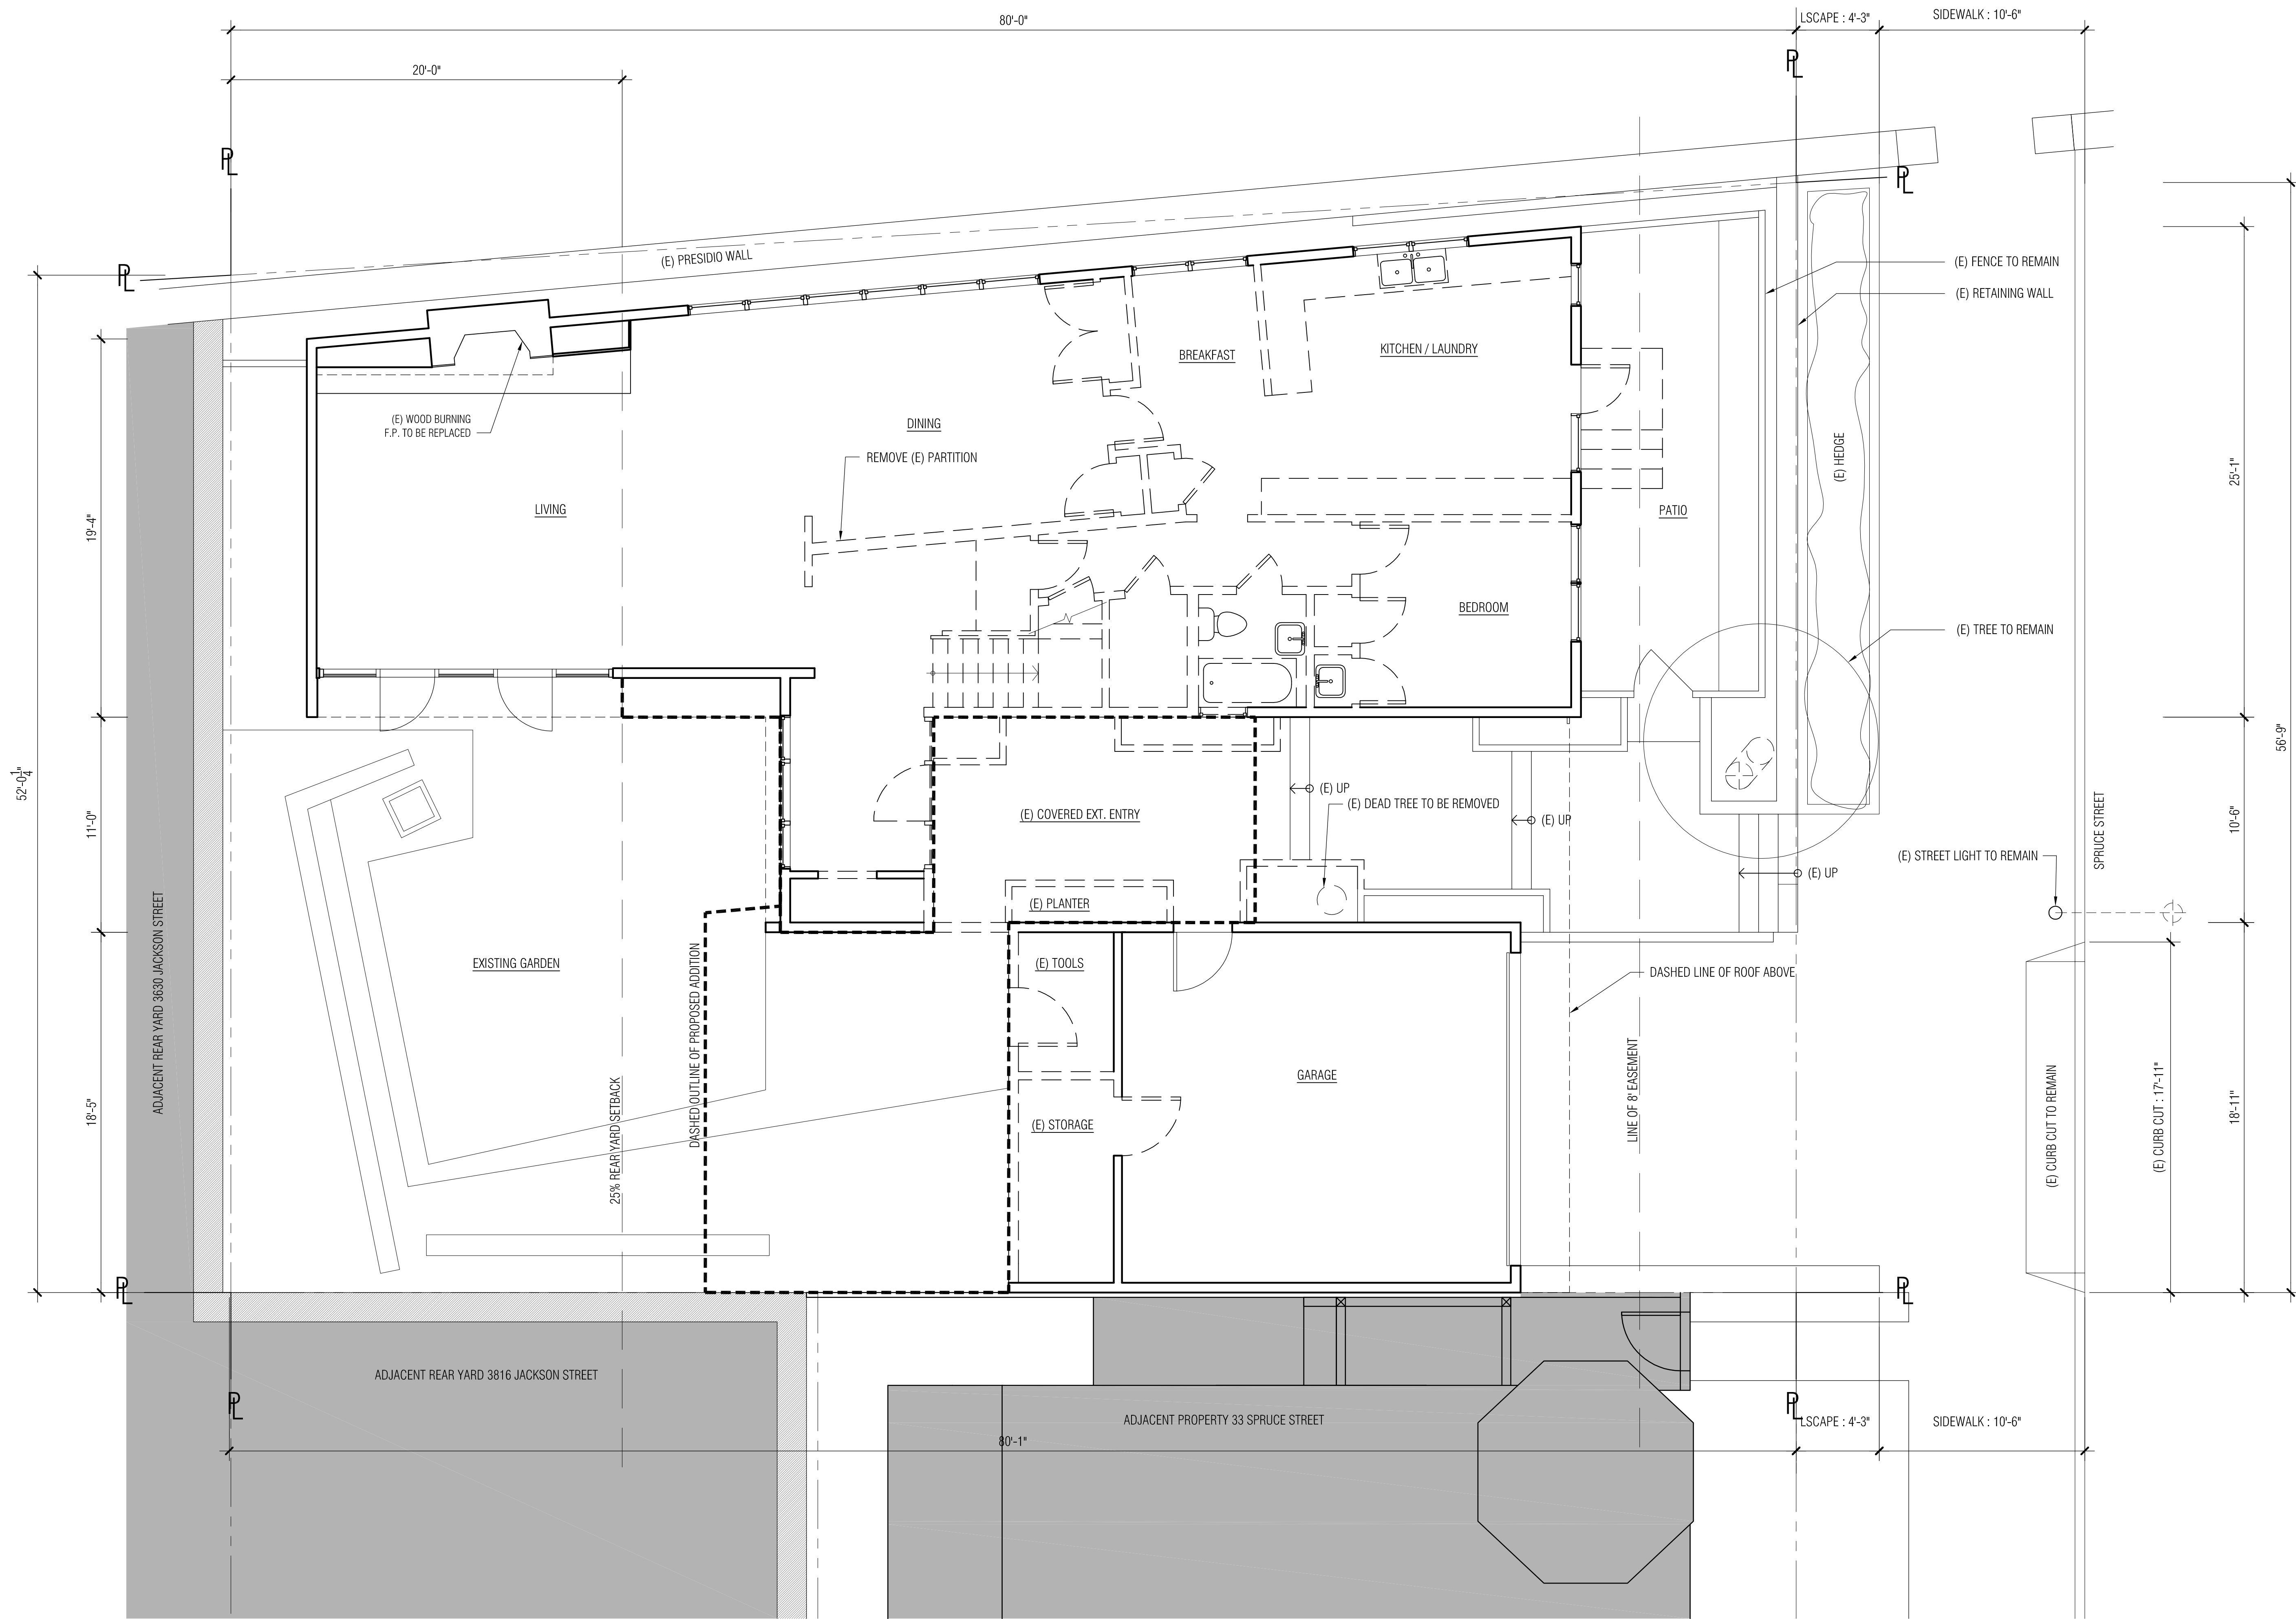 80'-0"
LSCAPE : 4'-3"
SIDEWALK : 10'-6"
20'-0"
PL
PL
PL
PL
(E) PRESIDIO WALL
(E) FENCE TO REMAIN
(E) RETAINING WALL
BREAKFAST
KITCHEN / LAUNDRY
(E) WOOD BURNING
F.P. TO BE REPLACED
DINING
REMOVE (E) PARTITION
(E) HEDGE
25'-1"
LIVING
PATIO
19'-4"
BEDROOM
(E) TREE TO REMAIN
56'-9"
52'-0 1/4"
11'-0"
(E) UP
(E) DEAD TREE TO BE REMOVED
(E) COVERED EXT. ENTRY
(E) UP
10'-6"
SPRUCE STREET
(E) STREET LIGHT TO REMAIN
(E) UP
(E) PLANTER
ADJACENT REAR YARD 3630 JACKSON STREET
EXISTING GARDEN
(E) TOOLS
DASHED LINE OF ROOF ABOVE
DASHED OUTLINE OF PROPOSED ADDITION
GARAGE
LINE OF 8' EASEMENT
18'-5"
25% REAR YARD SETBACK
(E) STORAGE
(E) CURB CUT TO REMAIN
(E) CURB CUT : 17'-11"
18'-11"
PL
PL
ADJACENT REAR YARD 3816 JACKSON STREET
PL
PL
ADJACENT PROPERTY 33 SPRUCE STREET
LSCAPE : 4'-3"
SIDEWALK : 10'-6"
80'-1"